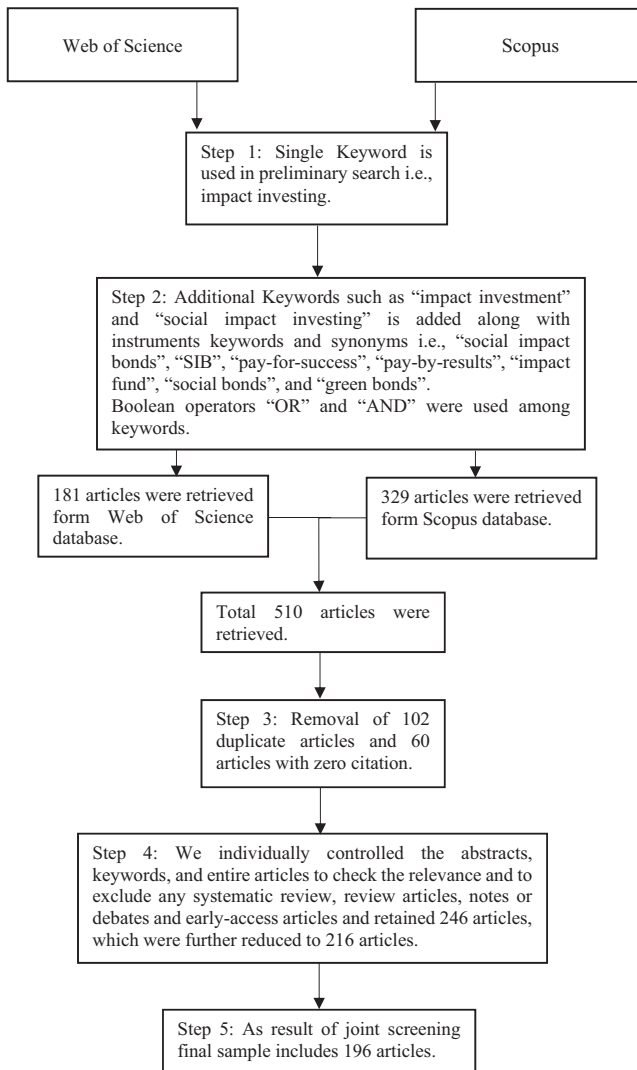 Web of Science
Scopus
Step 1: Single Keyword is
used in preliminary search i.e.,
impact investing.
Step 2: Additional Keywords such as “impact investment”
and “social impact investing” is added along with
instruments keywords and synonyms i.e., “social impact
bonds”, “SIB”, “pay-for-success”, “pay-by-results”, “impact
fund”, “social bonds”, and “green bonds”.
Boolean operators “OR” and “AND” were used among
keywords.
181 articles were retrieved
form Web of Science
database.
329 articles were retrieved
form Scopus database.
Total 510 articles were
retrieved.
Step 3: Removal of 102
duplicate articles and 60
articles with zero citation.
Step 4: We individually controlled the abstracts,
keywords, and entire articles to check the relevance and to
exclude any systematic review, review articles, notes or
debates and early-access articles and retained 246 articles,
which were further reduced to 216 articles.
Step 5: As result of joint screening
final sample includes 196 articles.